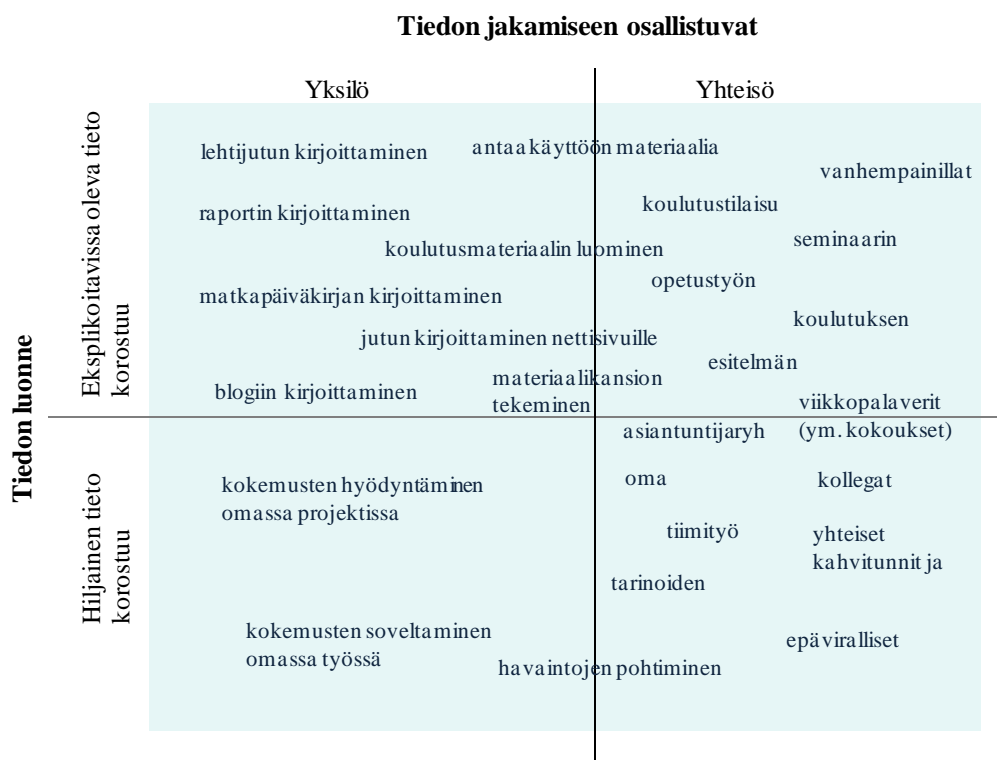 Tiedon jakamiseen osallistuvat
Yksilö
Yhteisö
Tiedon luonne
Eksplikoitavissa oleva tieto
korostuu
Hiljainen tieto
korostuu
lehtijutun kirjoittaminen
antaa käyttöön materiaalia
vanhempainillat
raportin kirjoittaminen
koulutustilaisu
koulutusmateriaalin luominen
seminaarin
matkapäiväkirjan kirjoittaminen
opetustyön
jutun kirjoittaminen nettisivuille
koulutuksen
esitelmän
blogiin kirjoittaminen
materiaalikansion
tekeminen
viikkopalaverit
(ym. kokoukset)
asiantuntijaryh
kokemusten hyödyntäminen
omassa projektissa
oma
kollegat
tiimityö
yhteiset
kahvitunnit ja
tarinoiden
kokemusten soveltaminen
omassa työssä
epäviralliset
havaintojen pohtiminen